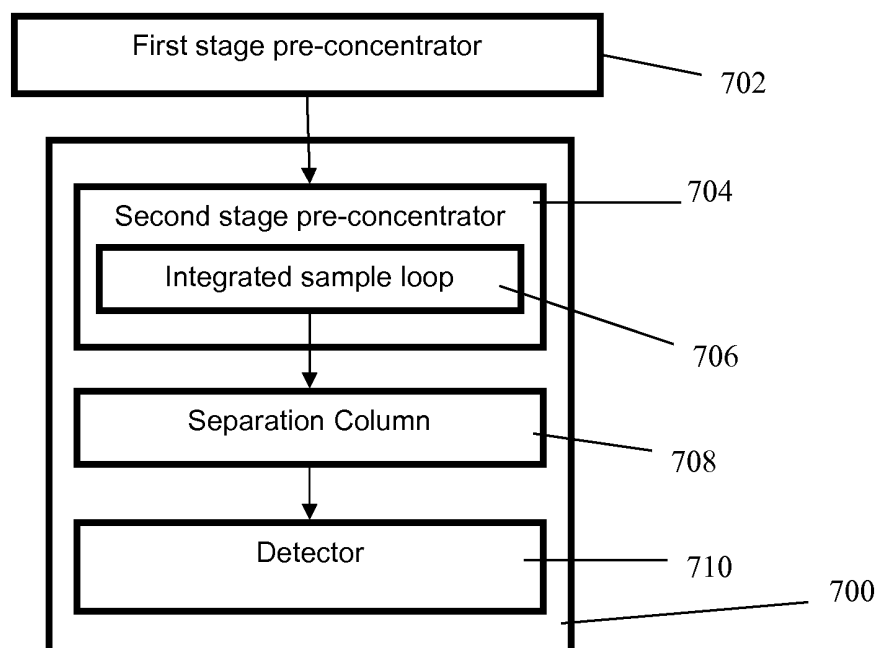 First stage pre-concentrator
702
704
Second stage pre-concentrator
Integrated sample loop
706
Separation Column
708
Detector
710
700